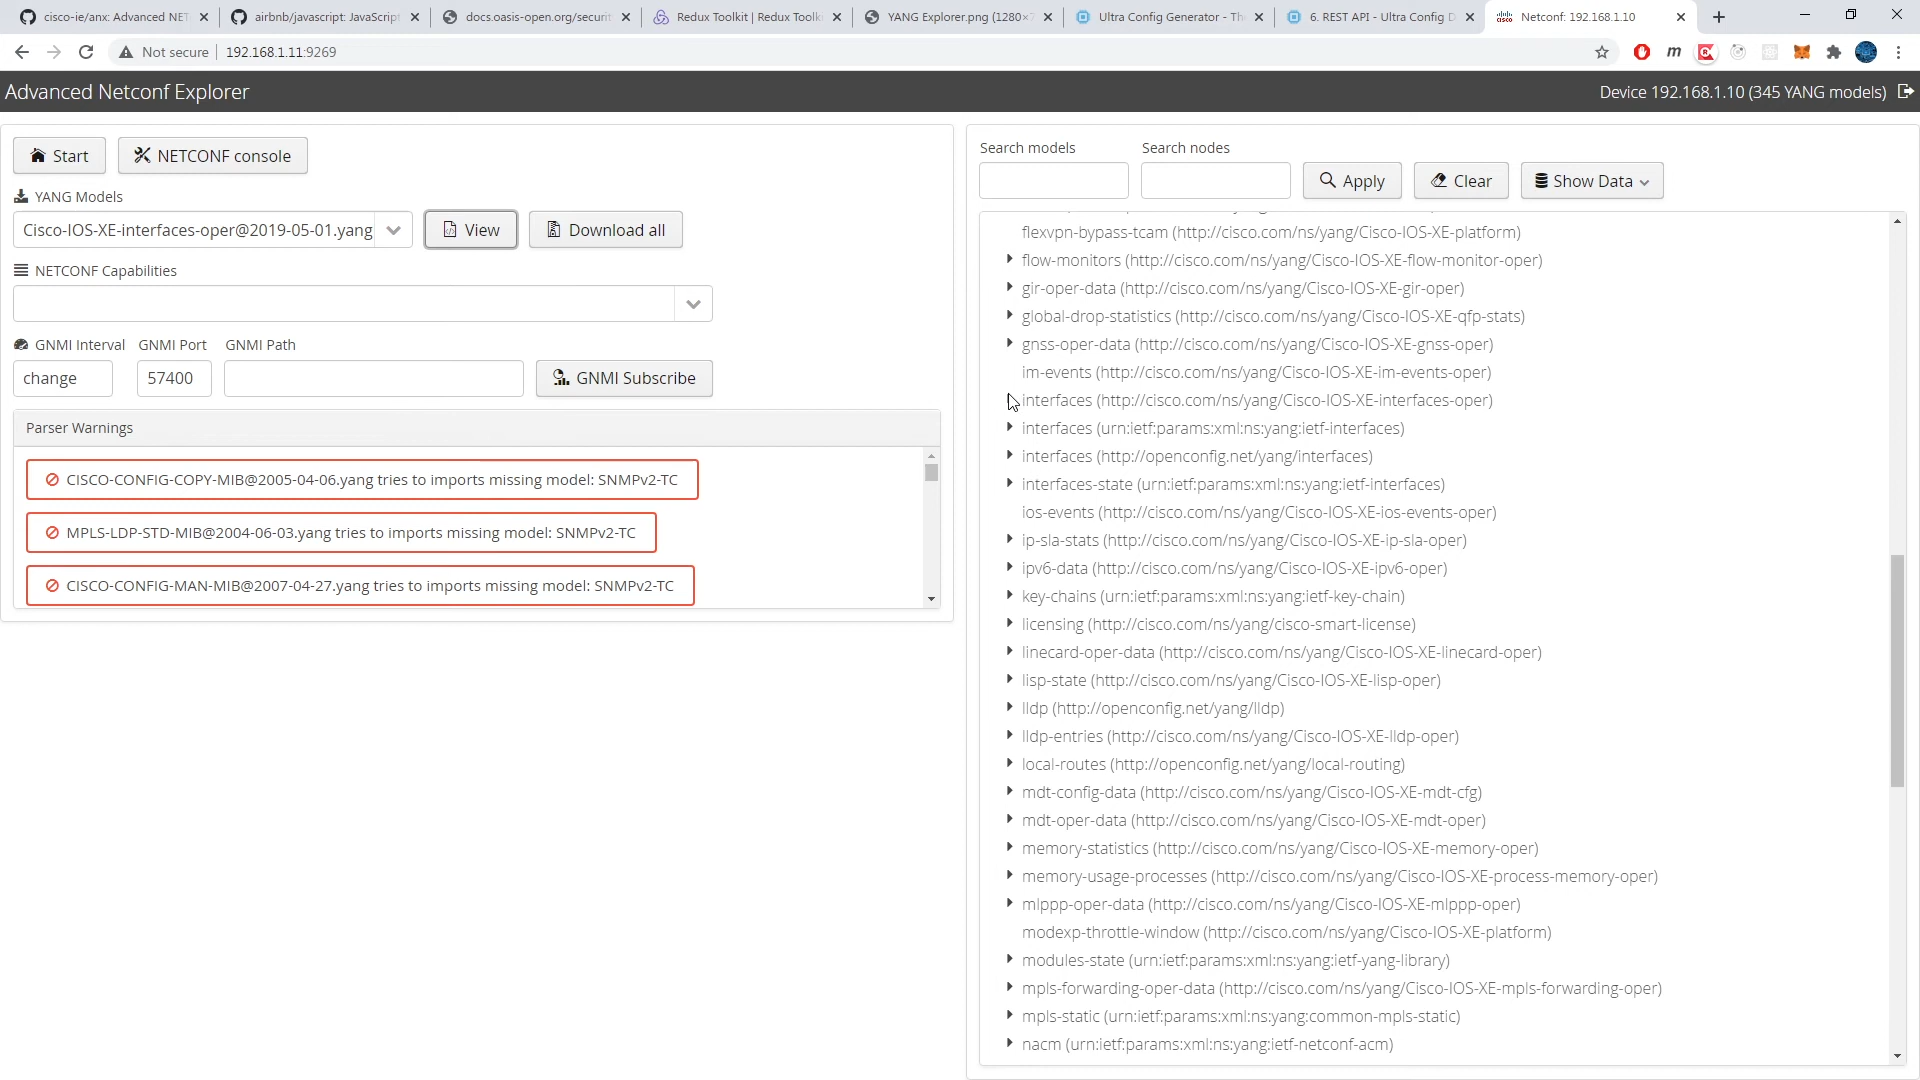 cisco-ie/anx: Advanced NET
airbnb/javascript: JavaScript
docs.oasis-open.org/securit
Redux Toolkit | Redux Toolk
YANG Explorer.png (1280×7
Ultra Config Generator - Th
6. REST API - Ultra Config D
Netconf: 192.168.1.10
Not secure
192.168.1.11:9269
Advanced Netconf Explorer
Device 192.168.1.10 (345 YANG models)
Start
NETCONF console
YANG Models
Cisco-IOS-XE-interfaces-oper@2019-05-01.yang
View
Download all
NETCONF Capabilities
GNMI Interval GNMI Port GNMI Path
change
57400
GNMI Subscribe
Parser Warnings
CISCO-CONFIG-COPY-MIB@2005-04-06.yang tries to imports missing model: SNMPv2-TC
MPLS-LDP-STD-MIB@2004-06-03.yang tries to imports missing model: SNMPv2-TC
CISCO-CONFIG-MAN-MIB@2007-04-27.yang tries to imports missing model: SNMPv2-TC
Search models
Search nodes
Apply
Clear
Show Data
flexvpn-bypass-tcam (http://cisco.com/ns/yang/Cisco-IOS-XE-platform)
flow-monitors (http://cisco.com/ns/yang/Cisco-IOS-XE-flow-monitor-oper)
gir-oper-data (http://cisco.com/ns/yang/Cisco-IOS-XE-gir-oper)
global-drop-statistics (http://cisco.com/ns/yang/Cisco-IOS-XE-qfp-stats)
gnss-oper-data (http://cisco.com/ns/yang/Cisco-IOS-XE-gnss-oper)
im-events (http://cisco.com/ns/yang/Cisco-IOS-XE-im-events-oper)
interfaces (http://cisco.com/ns/yang/Cisco-IOS-XE-interfaces-oper)
interfaces (urn:ietf:params:xml:ns:yang:ietf-interfaces)
interfaces (http://openconfig.net/yang/interfaces)
interfaces-state (urn:ietf:params:xml:ns:yang:ietf-interfaces)
ios-events (http://cisco.com/ns/yang/Cisco-IOS-XE-ios-events-oper)
ip-sla-stats (http://cisco.com/ns/yang/Cisco-IOS-XE-ip-sla-oper)
ipv6-data (http://cisco.com/ns/yang/Cisco-IOS-XE-ipv6-oper)
key-chains (urn:ietf:params:xml:ns:yang:ietf-key-chain)
licensing (http://cisco.com/ns/yang/cisco-smart-license)
linecard-oper-data (http://cisco.com/ns/yang/Cisco-IOS-XE-linecard-oper)
lisp-state (http://cisco.com/ns/yang/Cisco-IOS-XE-lisp-oper)
lldp (http://openconfig.net/yang/lldp)
lldp-entries (http://cisco.com/ns/yang/Cisco-IOS-XE-lldp-oper)
local-routes (http://openconfig.net/yang/local-routing)
mdt-config-data (http://cisco.com/ns/yang/Cisco-IOS-XE-mdt-cfg)
mdt-oper-data (http://cisco.com/ns/yang/Cisco-IOS-XE-mdt-oper)
memory-statistics (http://cisco.com/ns/yang/Cisco-IOS-XE-memory-oper)
memory-usage-processes (http://cisco.com/ns/yang/Cisco-IOS-XE-process-memory-oper)
mlppp-oper-data (http://cisco.com/ns/yang/Cisco-IOS-XE-mlppp-oper)
modexp-throttle-window (http://cisco.com/ns/yang/Cisco-IOS-XE-platform)
modules-state (urn:ietf:params:xml:ns:yang:ietf-yang-library)
mpls-forwarding-oper-data (http://cisco.com/ns/yang/Cisco-IOS-XE-mpls-forwarding-oper)
mpls-static (urn:ietf:params:xml:ns:yang:common-mpls-static)
nacm (urn:ietf:params:xml:ns:yang:ietf-netconf-acm)